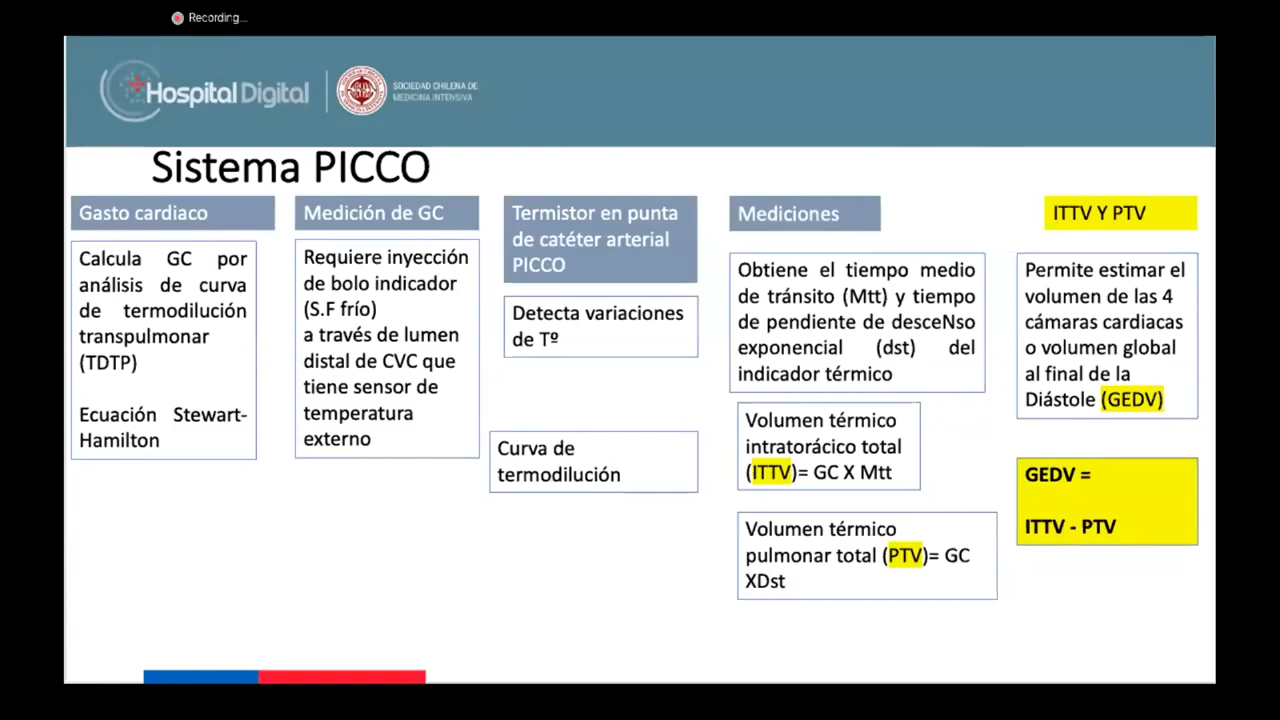 Recording...
Hospital Digital
SOCIEDAD CHILENA DE
MEDICINA INTENSIVA
Sistema PICCO
Gasto cardiaco
Calcula GC por
análisis de curva
de termodilución
transpulmonar
(TDTP)
Ecuación Stewart-
Hamilton
Medición de GC
Requiere inyección
de bolo indicador
(S.F frío)
a través de lumen
distal de CVC que
tiene sensor de
temperatura
externo
Termistor en punta
de catéter arterial
PICCO
Detecta variaciones
de Tº
Curva de
termodilución
Mediciones
Obtiene el tiempo medio
de tránsito (Mtt) y tiempo
de pendiente de desceNso
exponencial (dst) del
indicador térmico
Volumen térmico
intratorácico total
(ITTV)= GC X Mtt
Volumen térmico
pulmonar total (PTV)= GC
XDst
ITTV Y PTV
Permite estimar el
volumen de las 4
cámaras cardiacas
o volumen global
al final de la
Diástole (GEDV)
GEDV =
ITTV - PTV